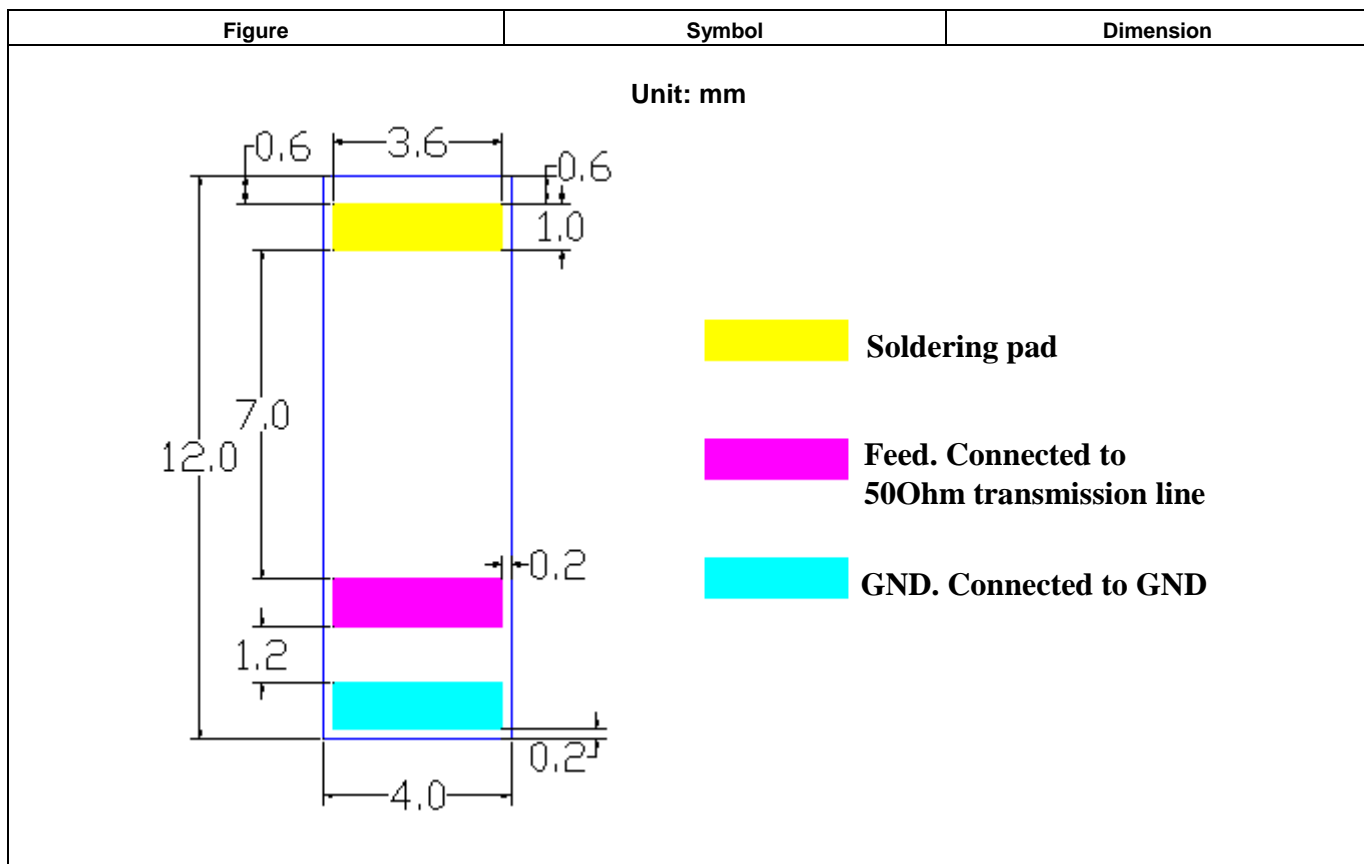 Figure Symbol Dimension
Unit: mm
0.6 3.6 0.6
1.0
Soldering pad
7.0
12.0
Feed. Connected to
50Ohm transmission line
0.2
GND. Connected to GND
1.2
0.2
4.0